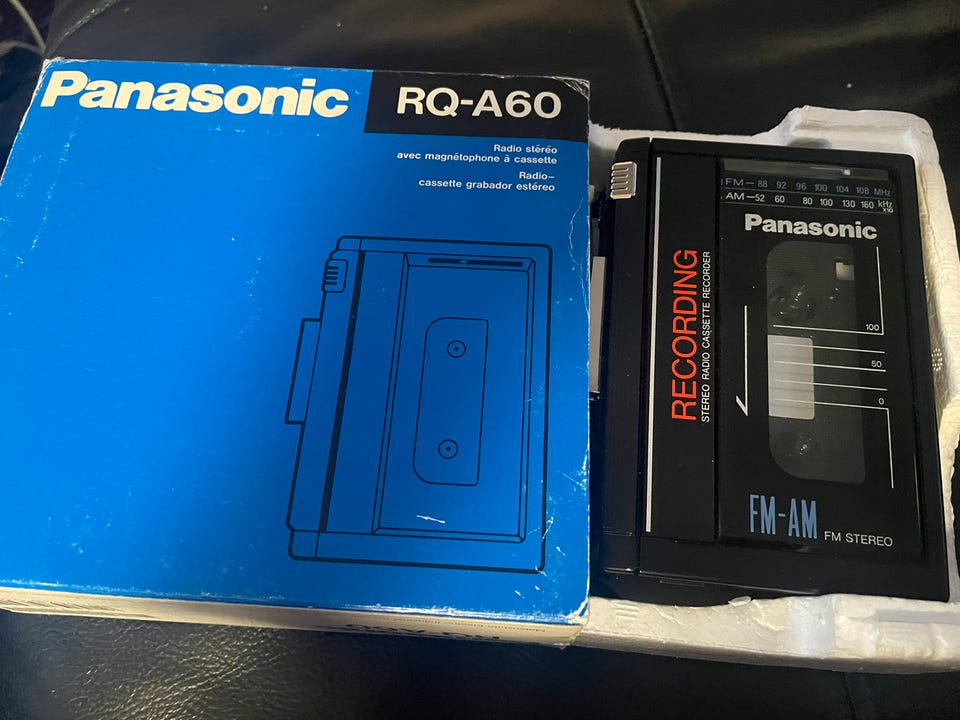 Panasonic
RQ-A60
Radio stéréo
avec magnétophone à cassette
Radio-
cassette grabador estéreo
RQ-A60
FM – 88 92 96 100 104 108 MHz
AM – 52 60 80 100 130 160 kHz x10
Panasonic
RECORDING
STEREO RADIO CASSETTE RECORDER
100
50
0
FM-AM
FM STEREO